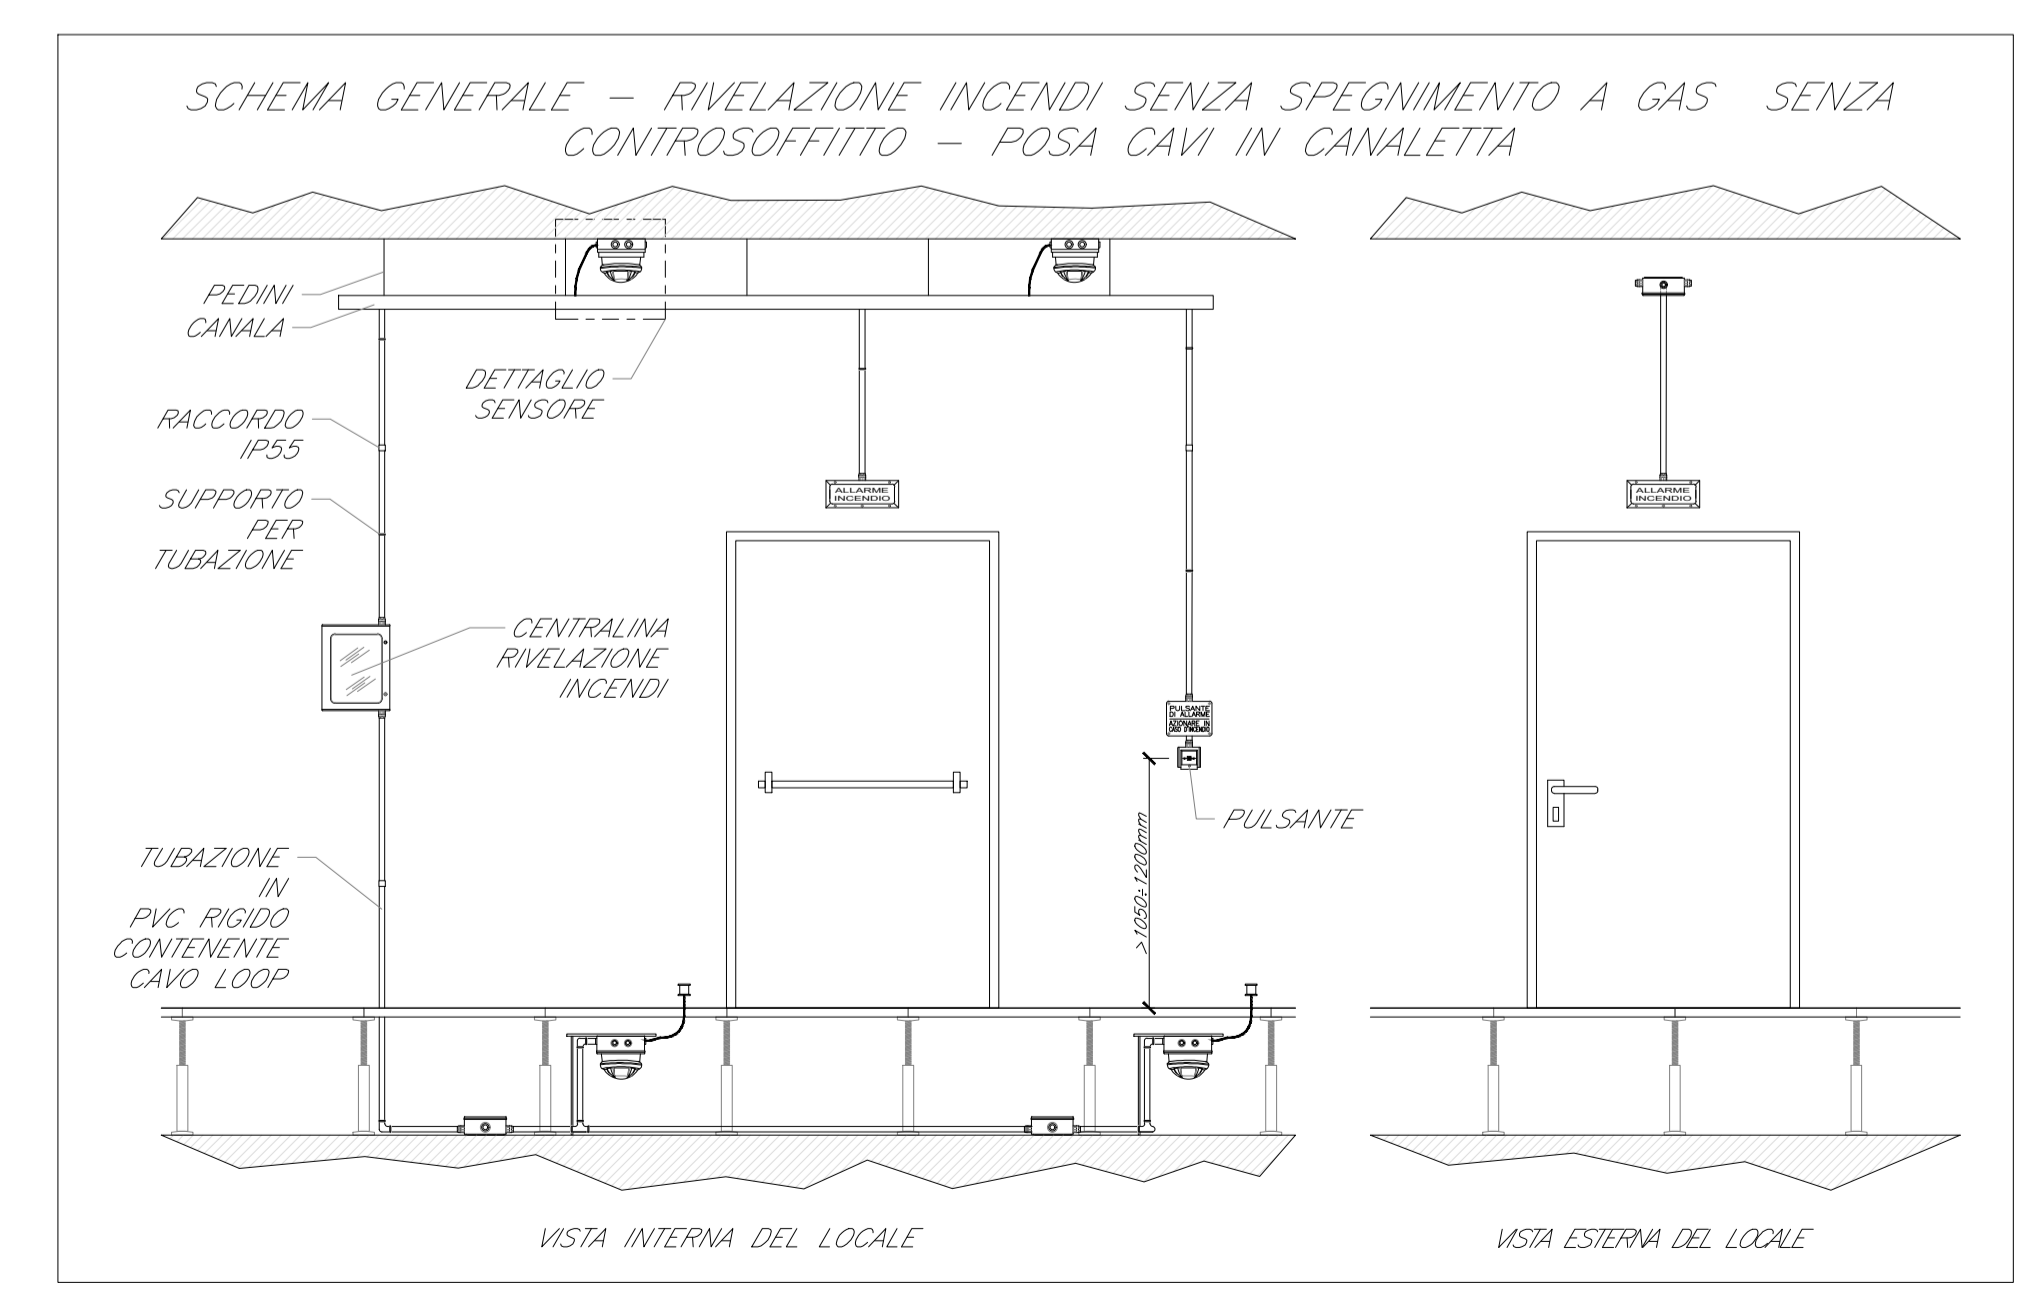 SCHEMA GENERALE – RIVELAZIONE INCENDI SENZA SPEGNIMENTO A GAS SENZA
CONTROSOFFITTO – POSA CAVI IN CANALETTA
PEDINI
CANALA
DETTAGLIO
SENSORE
RACCORDO
IP55
SUPPORTO
PER
TUBAZIONE
ALLARME
INCENDIO
ALLARME
INCENDIO
CENTRALINA
RIVELAZIONE
INCENDI
PULSANTE
DI ALLARME
AZIONARE IN
CASO D'INCENDIO
PULSANTE
>1050÷1200mm
TUBAZIONE
IN
PVC RIGIDO
CONTENENTE
CAVO LOOP
VISTA INTERNA DEL LOCALE
VISTA ESTERNA DEL LOCALE